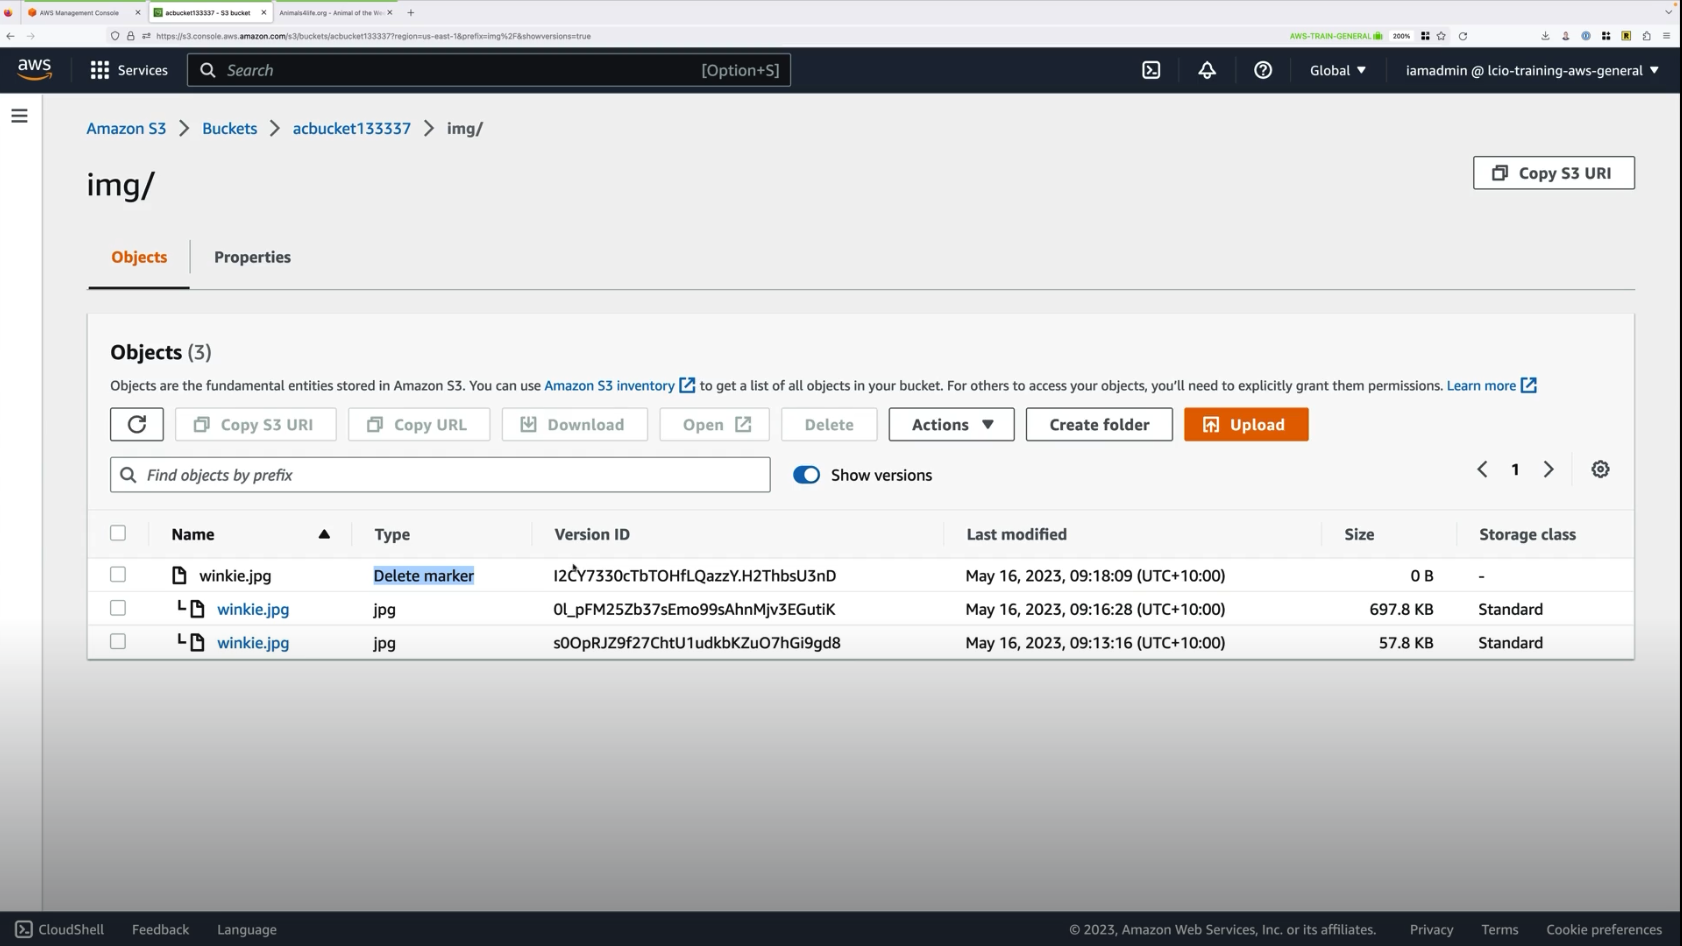 AWS Management Console
acbucket133337 - S3 bucket
Animals4life.org - Animal of the We
https://s3.console.aws.amazon.com/s3/buckets/acbucket133337?region=us-east-1&prefix=img%2F&showversions=true
AWS-TRAIN-GENERAL
200%
aws
Services
Search
[Option+S]
Global
iamadmin @ lcio-training-aws-general
Amazon S3 > Buckets > acbucket133337 > img/
img/
Copy S3 URI
Objects
Properties
Objects (3)
Objects are the fundamental entities stored in Amazon S3. You can use Amazon S3 inventory to get a list of all objects in your bucket. For others to access your objects, you'll need to explicitly grant them permissions. Learn more
Copy S3 URI
Copy URL
Download
Open
Delete
Actions
Create folder
Upload
Find objects by prefix
Show versions
1
Name Type Version ID Last modified Size Storage class
winkie.jpg Delete marker I2CY7330cTbTOHfLQazzY.H2ThbsU3nD May 16, 2023, 09:18:09 (UTC+10:00) 0 B -
winkie.jpg jpg 0l_pFM25Zb37sEmo99sAhnMjv3EGutiK May 16, 2023, 09:16:28 (UTC+10:00) 697.8 KB Standard
winkie.jpg jpg s0OpRJZ9f27ChtU1udkbKZuO7hGi9gd8 May 16, 2023, 09:13:16 (UTC+10:00) 57.8 KB Standard
CloudShell
Feedback
Language
© 2023, Amazon Web Services, Inc. or its affiliates.
Privacy
Terms
Cookie preferences